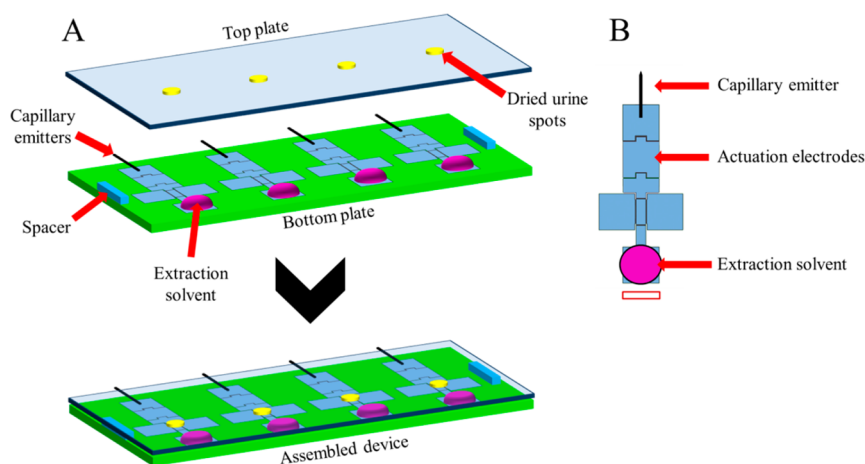 A
Top plate
Dried urine
spots
Capillary
emitters
Spacer
Extraction
solvent
Bottom plate
Assembled device
B
Capillary emitter
Actuation electrodes
Extraction solvent